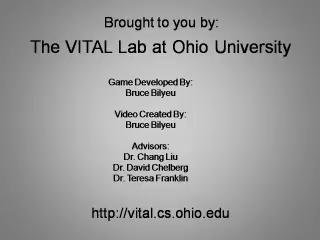 Brought to you by:
The VITAL Lab at Ohio University
Game Developed By:
Bruce Bilyeu
Video Created By:
Bruce Bilyeu
Advisors:
Dr. Chang Liu
Dr. David Chelberg
Dr. Teresa Franklin
http://vital.cs.ohio.edu